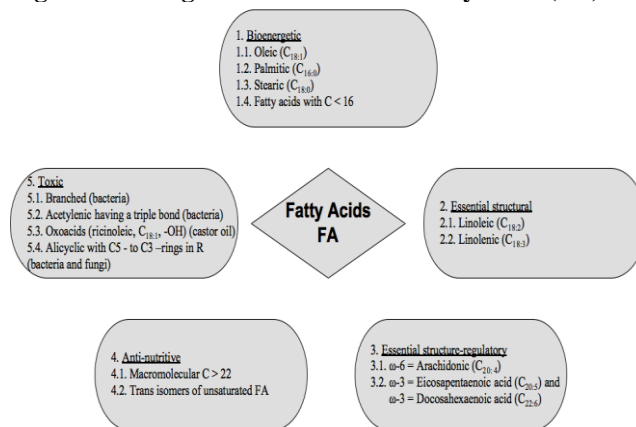 1. Bioenergetic
1.1. Oleic (C18:1)
1.2. Palmitic (C16:0)
1.3. Stearic (C18:0)
1.4. Fatty acids with C < 16
5. Toxic
5.1. Branched (bacteria)
5.2. Acetylenic having a triple bond (bacteria)
5.3. Oxoacids (ricinoleic, C18:1, -OH) (castor oil)
5.4. Alicyclic with C5 - to C3 –rings in R
(bacteria and fungi)
Fatty Acids
FA
2. Essential structural
2.1. Linoleic (C18:2)
2.2. Linolenic (C18:3)
4. Anti-nutritive
4.1. Macromolecular C > 22
4.2. Trans isomers of unsaturated FA
3. Essential structure-regulatory
3.1. ω-6 = Arachidonic (C20: 4)
3.2. ω-3 = Eicosapentaenoic acid (C20:5) and
ω-3 = Docosahexaenoic acid (C22:6)